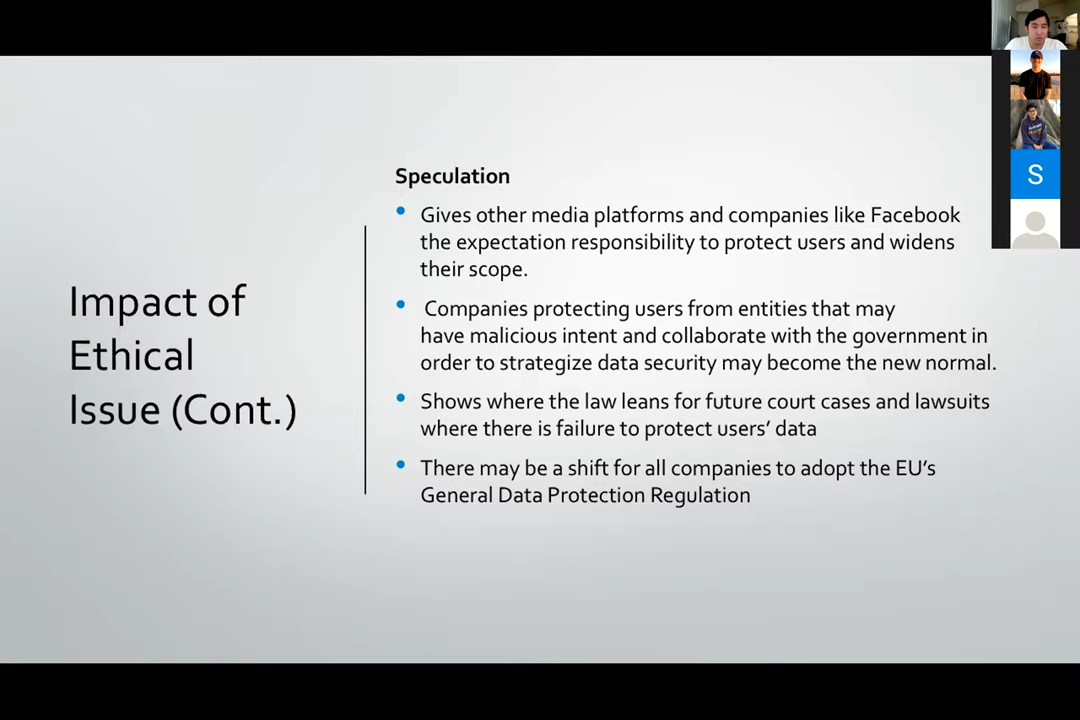 Speculation
Gives other media platforms and companies like Facebook
the expectation responsibility to protect users and widens
their scope.
Companies protecting users from entities that may
have malicious intent and collaborate with the government in
order to strategize data security may become the new normal.
Shows where the law leans for future court cases and lawsuits
where there is failure to protect users’ data
There may be a shift for all companies to adopt the EU’s
General Data Protection Regulation
Impact of
Ethical
Issue (Cont.)
S